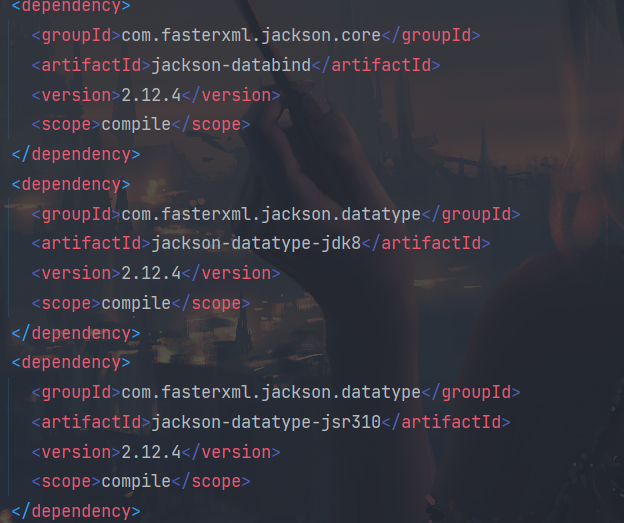 <dependency>
<groupId>com.fasterxml.jackson.core</groupId>
<artifactId>jackson-databind</artifactId>
<version>2.12.4</version>
<scope>compile</scope>
</dependency>
<dependency>
<groupId>com.fasterxml.jackson.datatype</groupId>
<artifactId>jackson-datatype-jdk8</artifactId>
<version>2.12.4</version>
<scope>compile</scope>
</dependency>
<dependency>
<groupId>com.fasterxml.jackson.datatype</groupId>
<artifactId>jackson-datatype-jsr310</artifactId>
<version>2.12.4</version>
<scope>compile</scope>
</dependency>